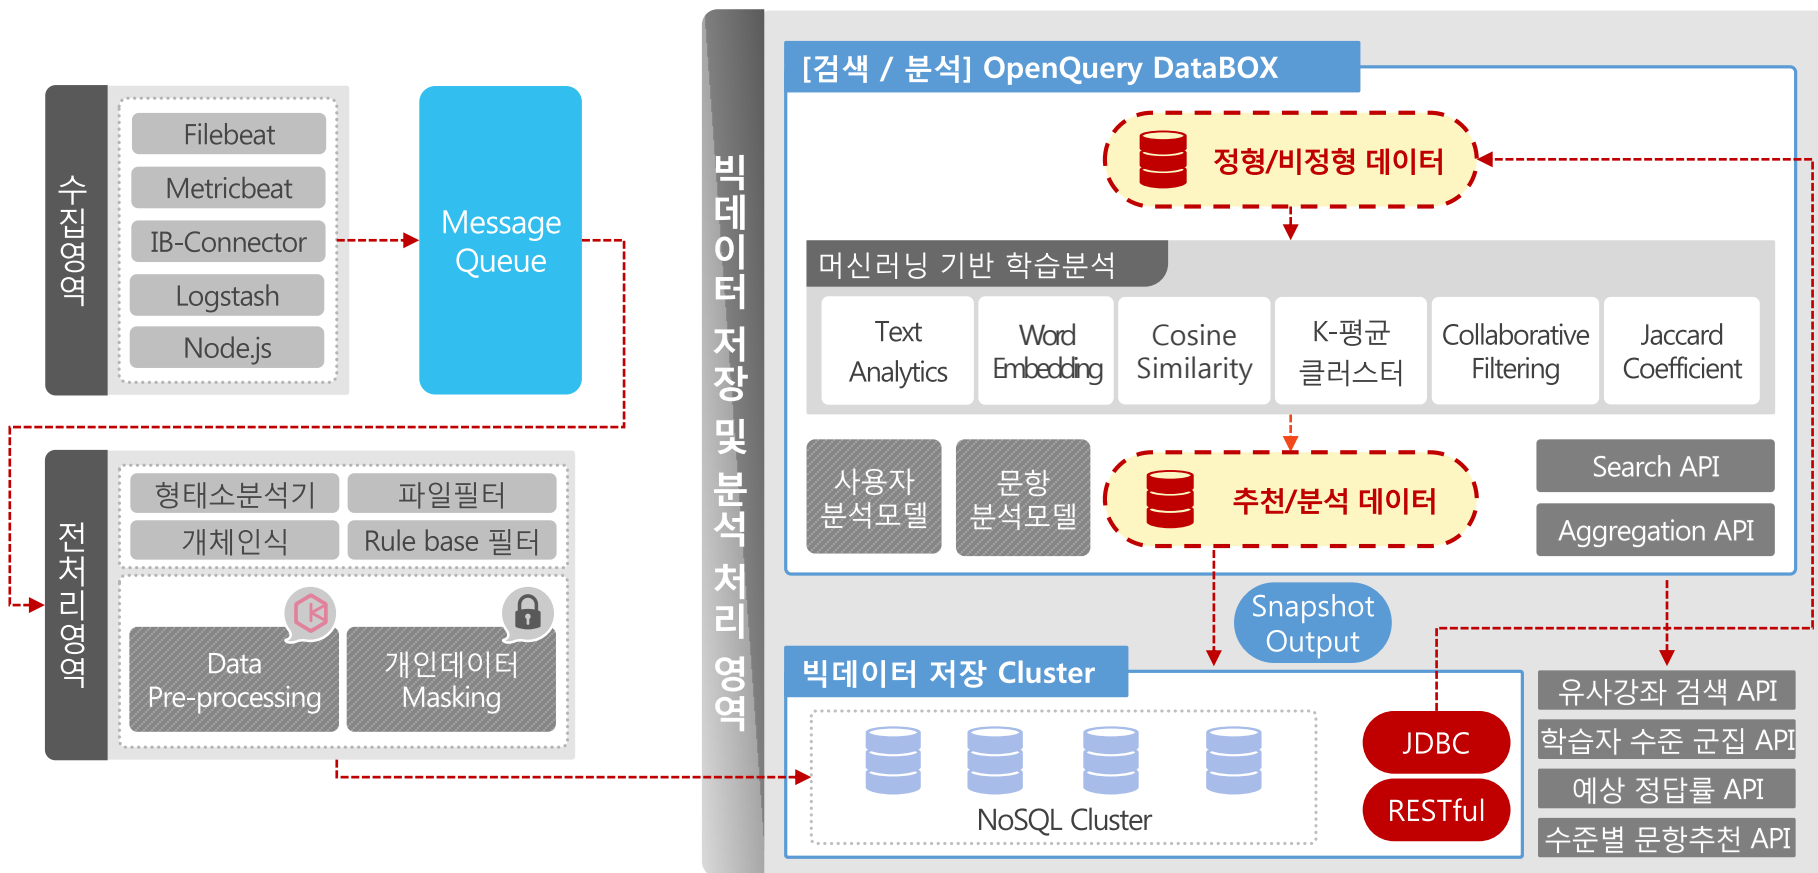 수집영역
Filebeat
Metricbeat
IB-Connector
Logstash
Node.js
Message
Queue
전처리영역
형태소분석기
파일필터
개체인식
Rule base 필터
Data
Pre-processing
개인데이터
Masking
빅데이터 저장 및 분석 처리 영역
[검색 / 분석] OpenQuery DataBOX
정형/비정형 데이터
머신러닝 기반 학습분석
Text
Analytics
Word
Embedding
Cosine
Similarity
K-평균
클러스터
Collaborative
Filtering
Jaccard
Coefficient
사용자
분석모델
문항
분석모델
추천/분석 데이터
Search API
Aggregation API
Snapshot
Output
빅데이터 저장 Cluster
NoSQL Cluster
JDBC
RESTful
유사강좌 검색 API
학습자 수준 군집 API
예상 정답률 API
수준별 문항추천 API